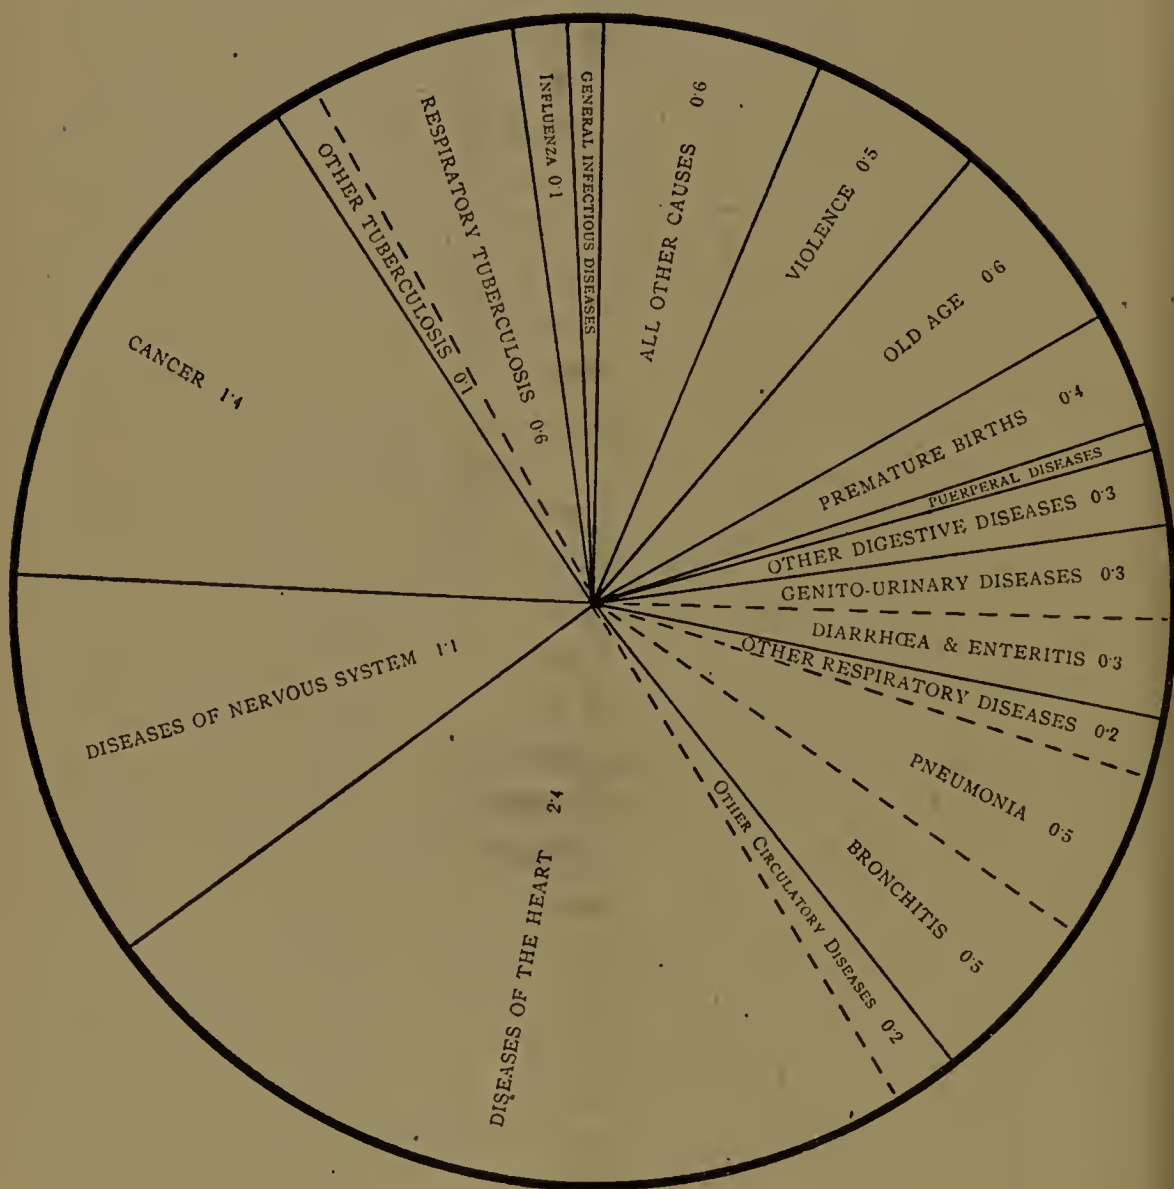 GENERAL INFECTIOUS DISEASES
ALL OTHER CAUSES 0·6
VIOLENCE 0·5
OLD AGE 0·6
PREMATURE BIRTHS 0·4
PUERPERAL DISEASES
OTHER DIGESTIVE DISEASES 0·3
GENITO-URINARY DISEASES 0·3
DIARRHŒA & ENTERITIS 0·3
OTHER RESPIRATORY DISEASES 0·2
PNEUMONIA 0·5
BRONCHITIS 0·5
OTHER CIRCULATORY DISEASES 0·2
DISEASES OF THE HEART 2·4
DISEASES OF NERVOUS SYSTEM 1·1
CANCER 1·4
OTHER TUBERCULOSIS 0·1
RESPIRATORY TUBERCULOSIS 0·6
INFLUENZA 0·1